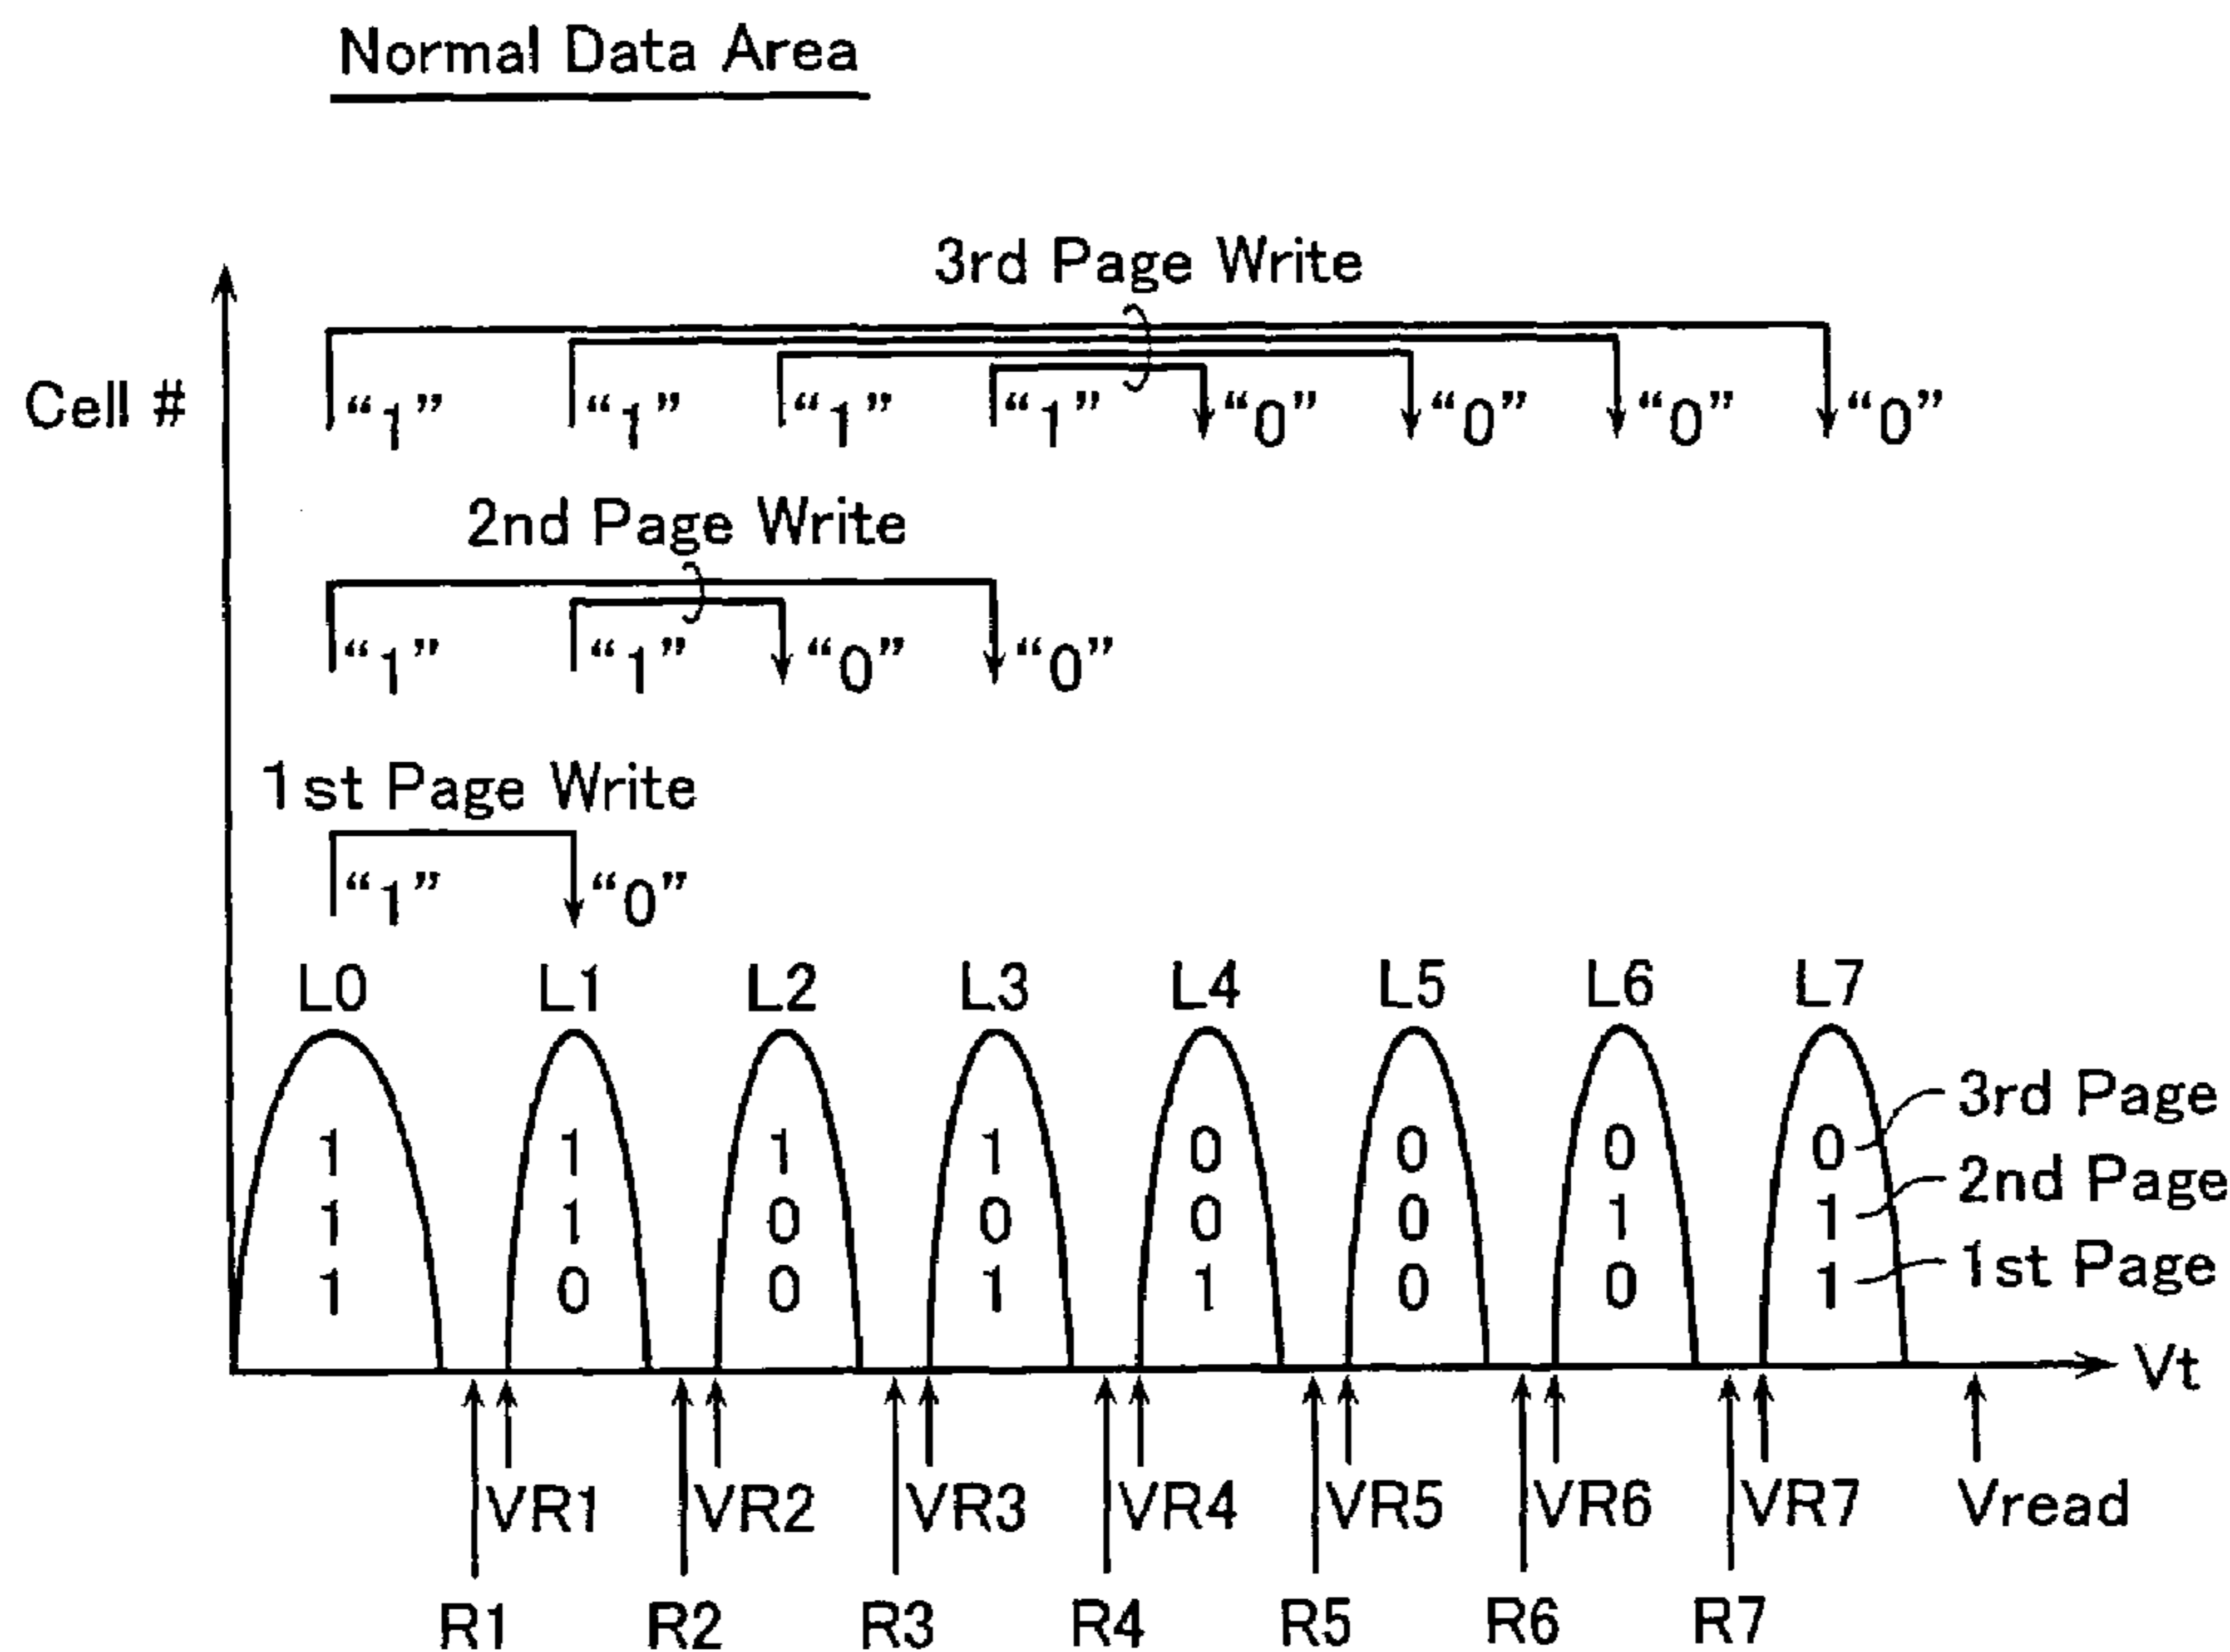 Normal Data Area
3rd Page Write
Cell #
“1” “1” “1” “1” “0” “0” “0” “0”
2nd Page Write
“1” “1” “0” “0”
1st Page Write
“1” “0”
L0 L1 L2 L3 L4 L5 L6 L7
3rd Page
1 1 1 1 0 0 0 0
2nd Page
1 1 0 0 0 0 1 1
1st Page
1 0 0 1 1 0 0 1
Vt
VR1 VR2 VR3 VR4 VR5 VR6 VR7 Vread
R1 R2 R3 R4 R5 R6 R7